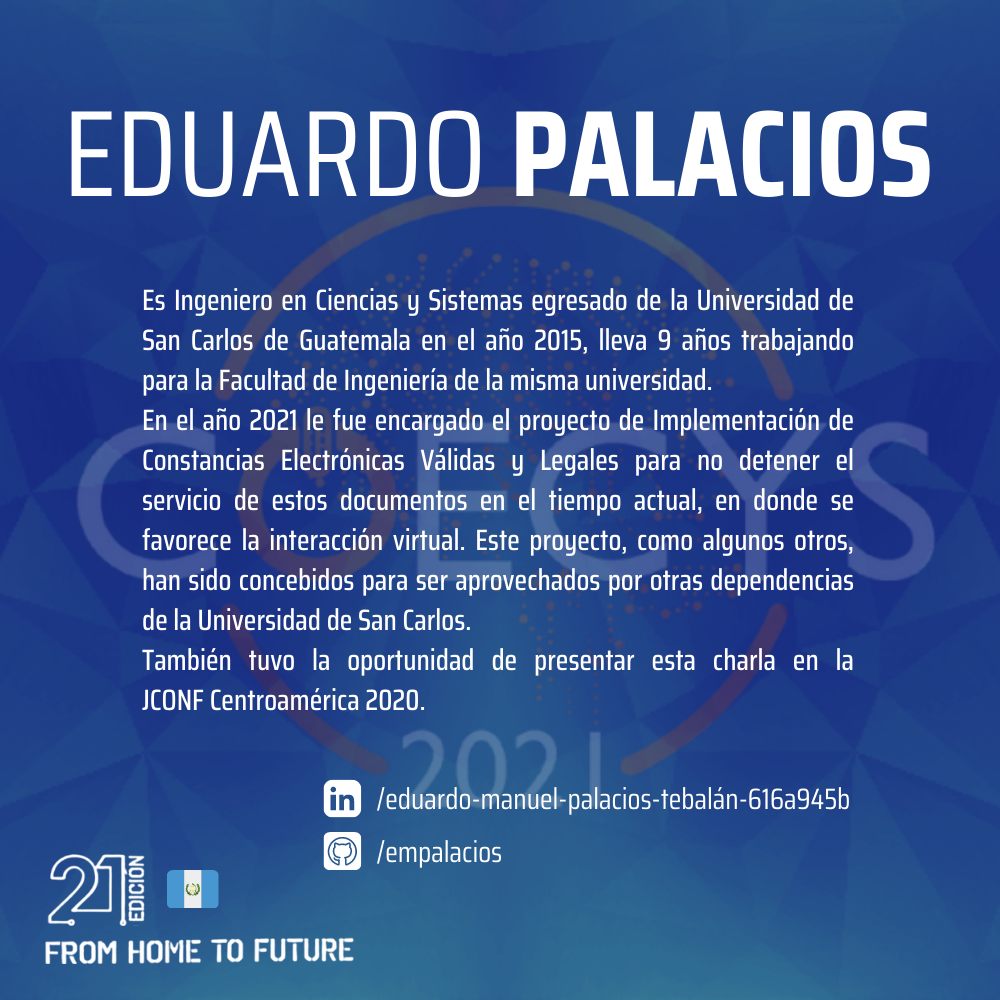 EDUARDO PALACIOS
Es Ingeniero en Ciencias y Sistemas egresado de la Universidad de
San Carlos de Guatemala en el año 2015, lleva 9 años trabajando
para la Facultad de Ingeniería de la misma universidad.
En el año 2021 le fue encargado el proyecto de Implementación de
Constancias Electrónicas Válidas y Legales para no detener el
servicio de estos documentos en el tiempo actual, en donde se
favorece la interacción virtual. Este proyecto, como algunos otros,
han sido concebidos para ser aprovechados por otras dependencias
de la Universidad de San Carlos.
También tuvo la oportunidad de presentar esta charla en la
JCONF Centroamérica 2020.
COECYS
2021
in /eduardo-manuel-palacios-tebalán-616a945b
/empalacios
21 EDICIÓN
FROM HOME TO FUTURE